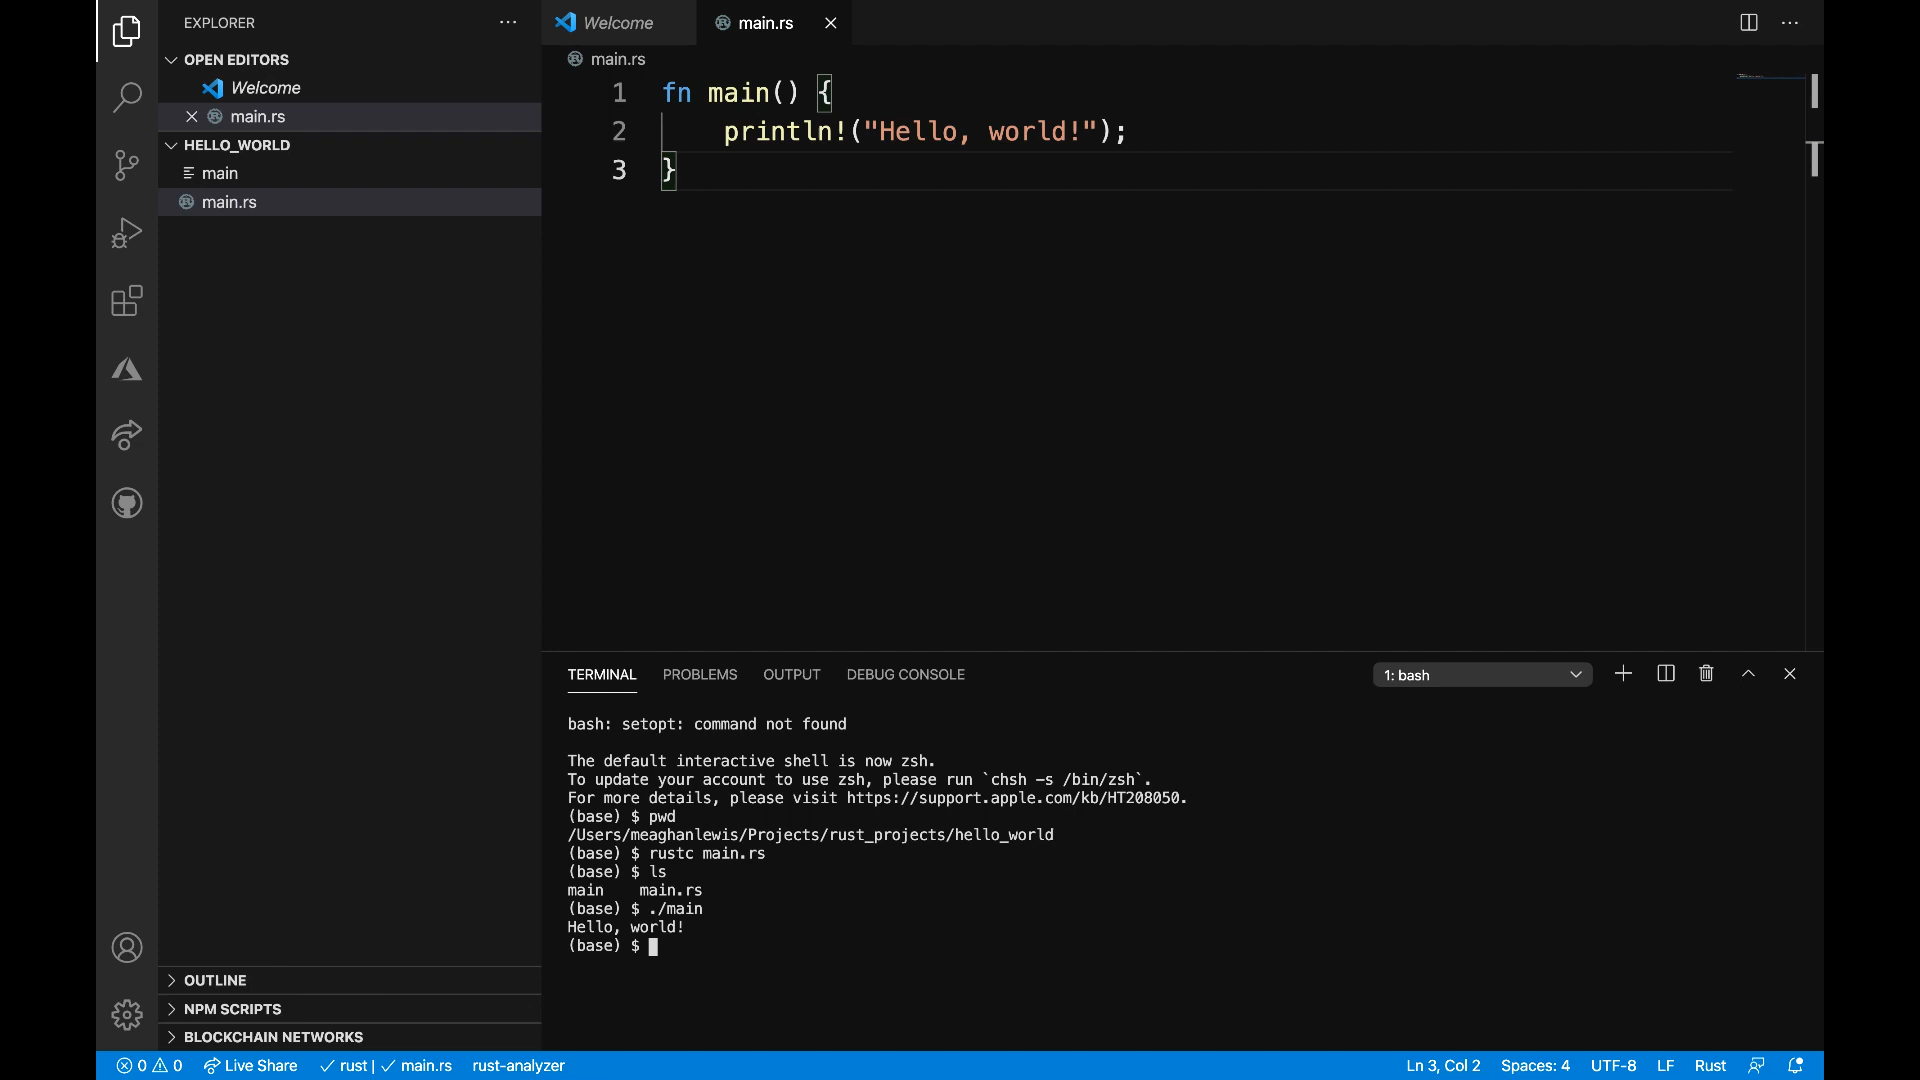 EXPLORER
OPEN EDITORS
Welcome
main.rs
HELLO_WORLD
main
main.rs
OUTLINE
NPM SCRIPTS
BLOCKCHAIN NETWORKS
Welcome
main.rs
main.rs
1 fn main() {
2 println!("Hello, world!");
3 }
TERMINAL PROBLEMS OUTPUT DEBUG CONSOLE
1: bash
bash: setopt: command not found
The default interactive shell is now zsh.
To update your account to use zsh, please run `chsh -s /bin/zsh`.
For more details, please visit https://support.apple.com/kb/HT208050.
(base) $ pwd
/Users/meaghanlewis/Projects/rust_projects/hello_world
(base) $ rustc main.rs
(base) $ ls
main main.rs
(base) $ ./main
Hello, world!
(base) $
0 0 Live Share rust | main.rs rust-analyzer Ln 3, Col 2 Spaces: 4 UTF-8 LF Rust